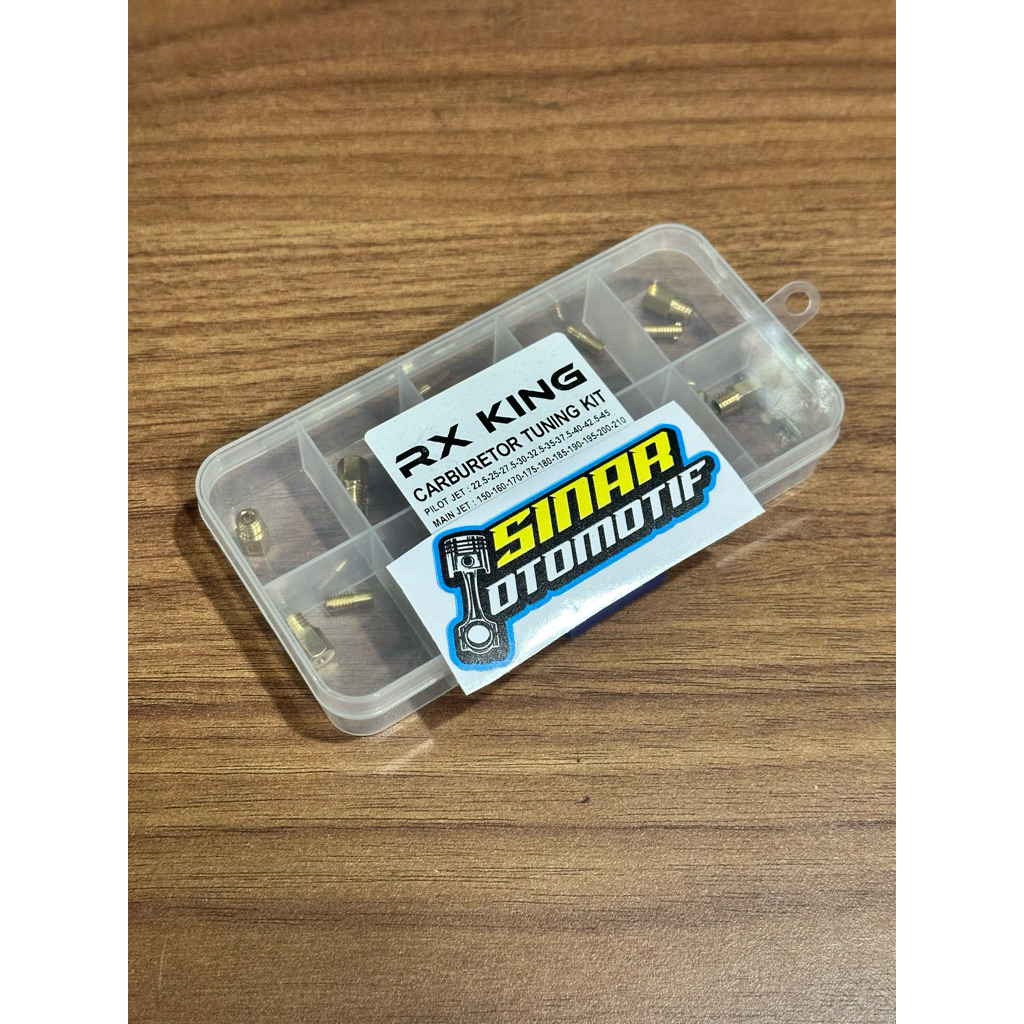 RX KING
CARBURETOR TUNING KIT
PILOT JET : 22.5-25-27.5-30-32.5-35-37.5-40-42.5-45
MAIN JET : 150-160-170-175-180-185-190-195-200-210
SINAR
OTOMOTIF